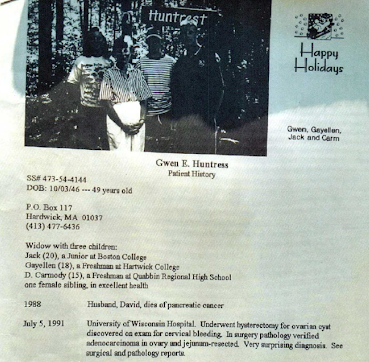 Huntrest
Happy
Holidays
Gwen, Gayellen,
Jack and Carm
Gwen E. Huntress
Patient History
SS# 473-54-4144
DOB: 10/03/46 --- 49 years old
P.O. Box 117
Hardwick, MA 01037
(413) 477-6436
Widow with three children:
Jack (20), a Junior at Boston College
Gayellen (18), a Freshman at Hartwick College
D. Carmody (15), a Freshman at Quabbin Regional High School
one female sibling, in excellent health
1988 Husband, David, dies of pancreatic cancer
July 5, 1991 University of Wisconsin Hospital. Underwent hysterectomy for ovarian cyst
discovered on exam for cervical bleeding. In surgery pathology verified
adenocarcinoma in ovary and jejunum-resected. Very surprising diagnosis. See
surgical and pathology reports.